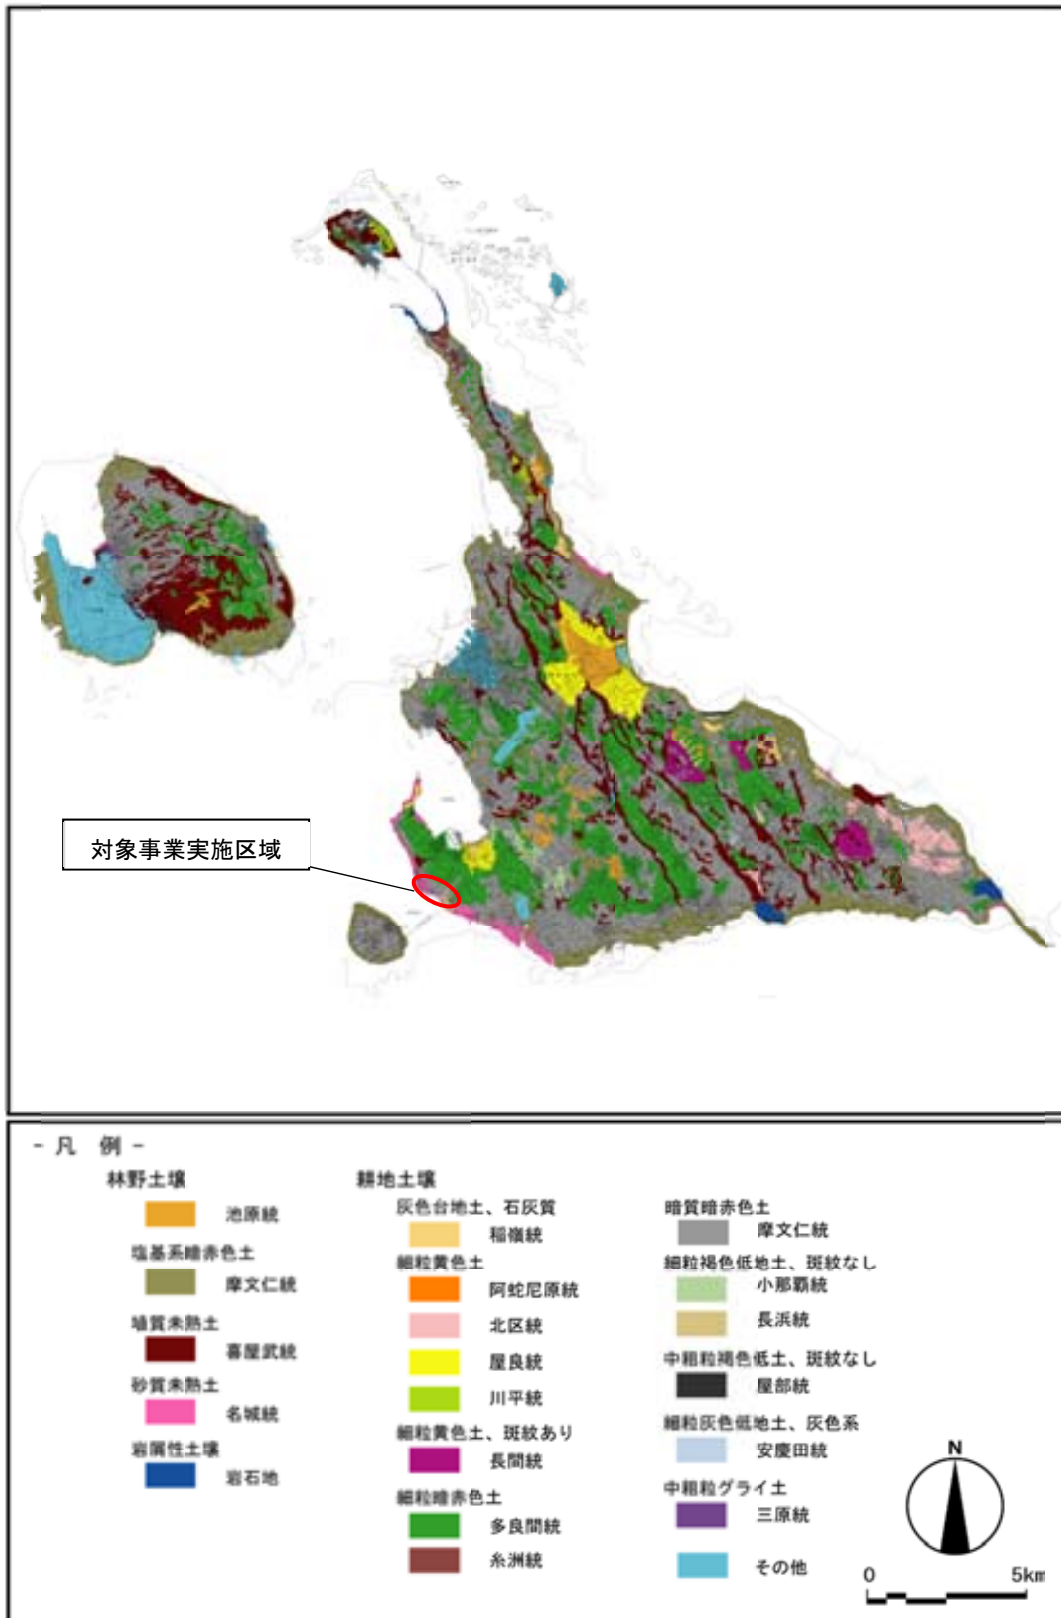 対象事業実施区域
- 凡 例 -
林野土壌
池原統
塩基系暗赤色土
摩文仁統
埴質未熟土
喜屋武統
砂質未熟土
名城統
岩屑性土壌
岩石地
耕地土壌
灰色台地土、石灰質
稲嶺統
細粒黄色土
阿蛇尼原統
北区統
屋良統
川平統
細粒黄色土、斑紋あり
長間統
細粒暗赤色土
多良間統
糸洲統
暗質暗赤色土
摩文仁統
細粒褐色低地土、斑紋なし
小那覇統
長浜統
中粗粒褐色低土、斑紋なし
屋部統
細粒灰色低地土、灰色系
安慶田統
中粗粒グライ土
三原統
その他
N
0 5km